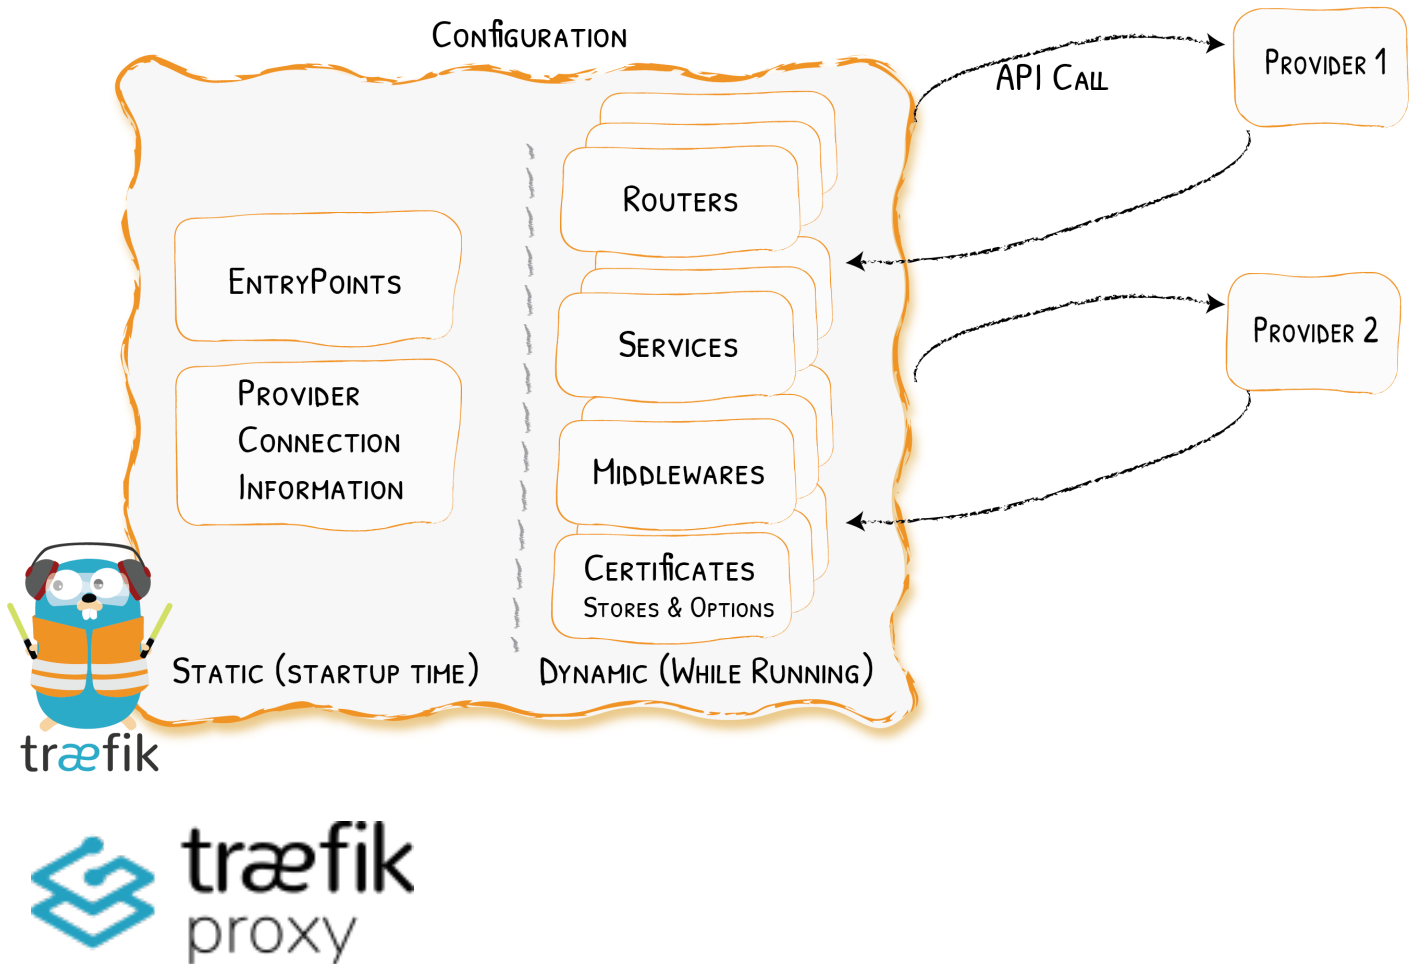 Configuration
API Call
Provider 1
Routers
EntryPoints
Services
Provider 2
Provider
Connection
Information
Middlewares
Certificates
Stores & Options
Static (startup time)
Dynamic (While Running)
træfik
træfik
proxy